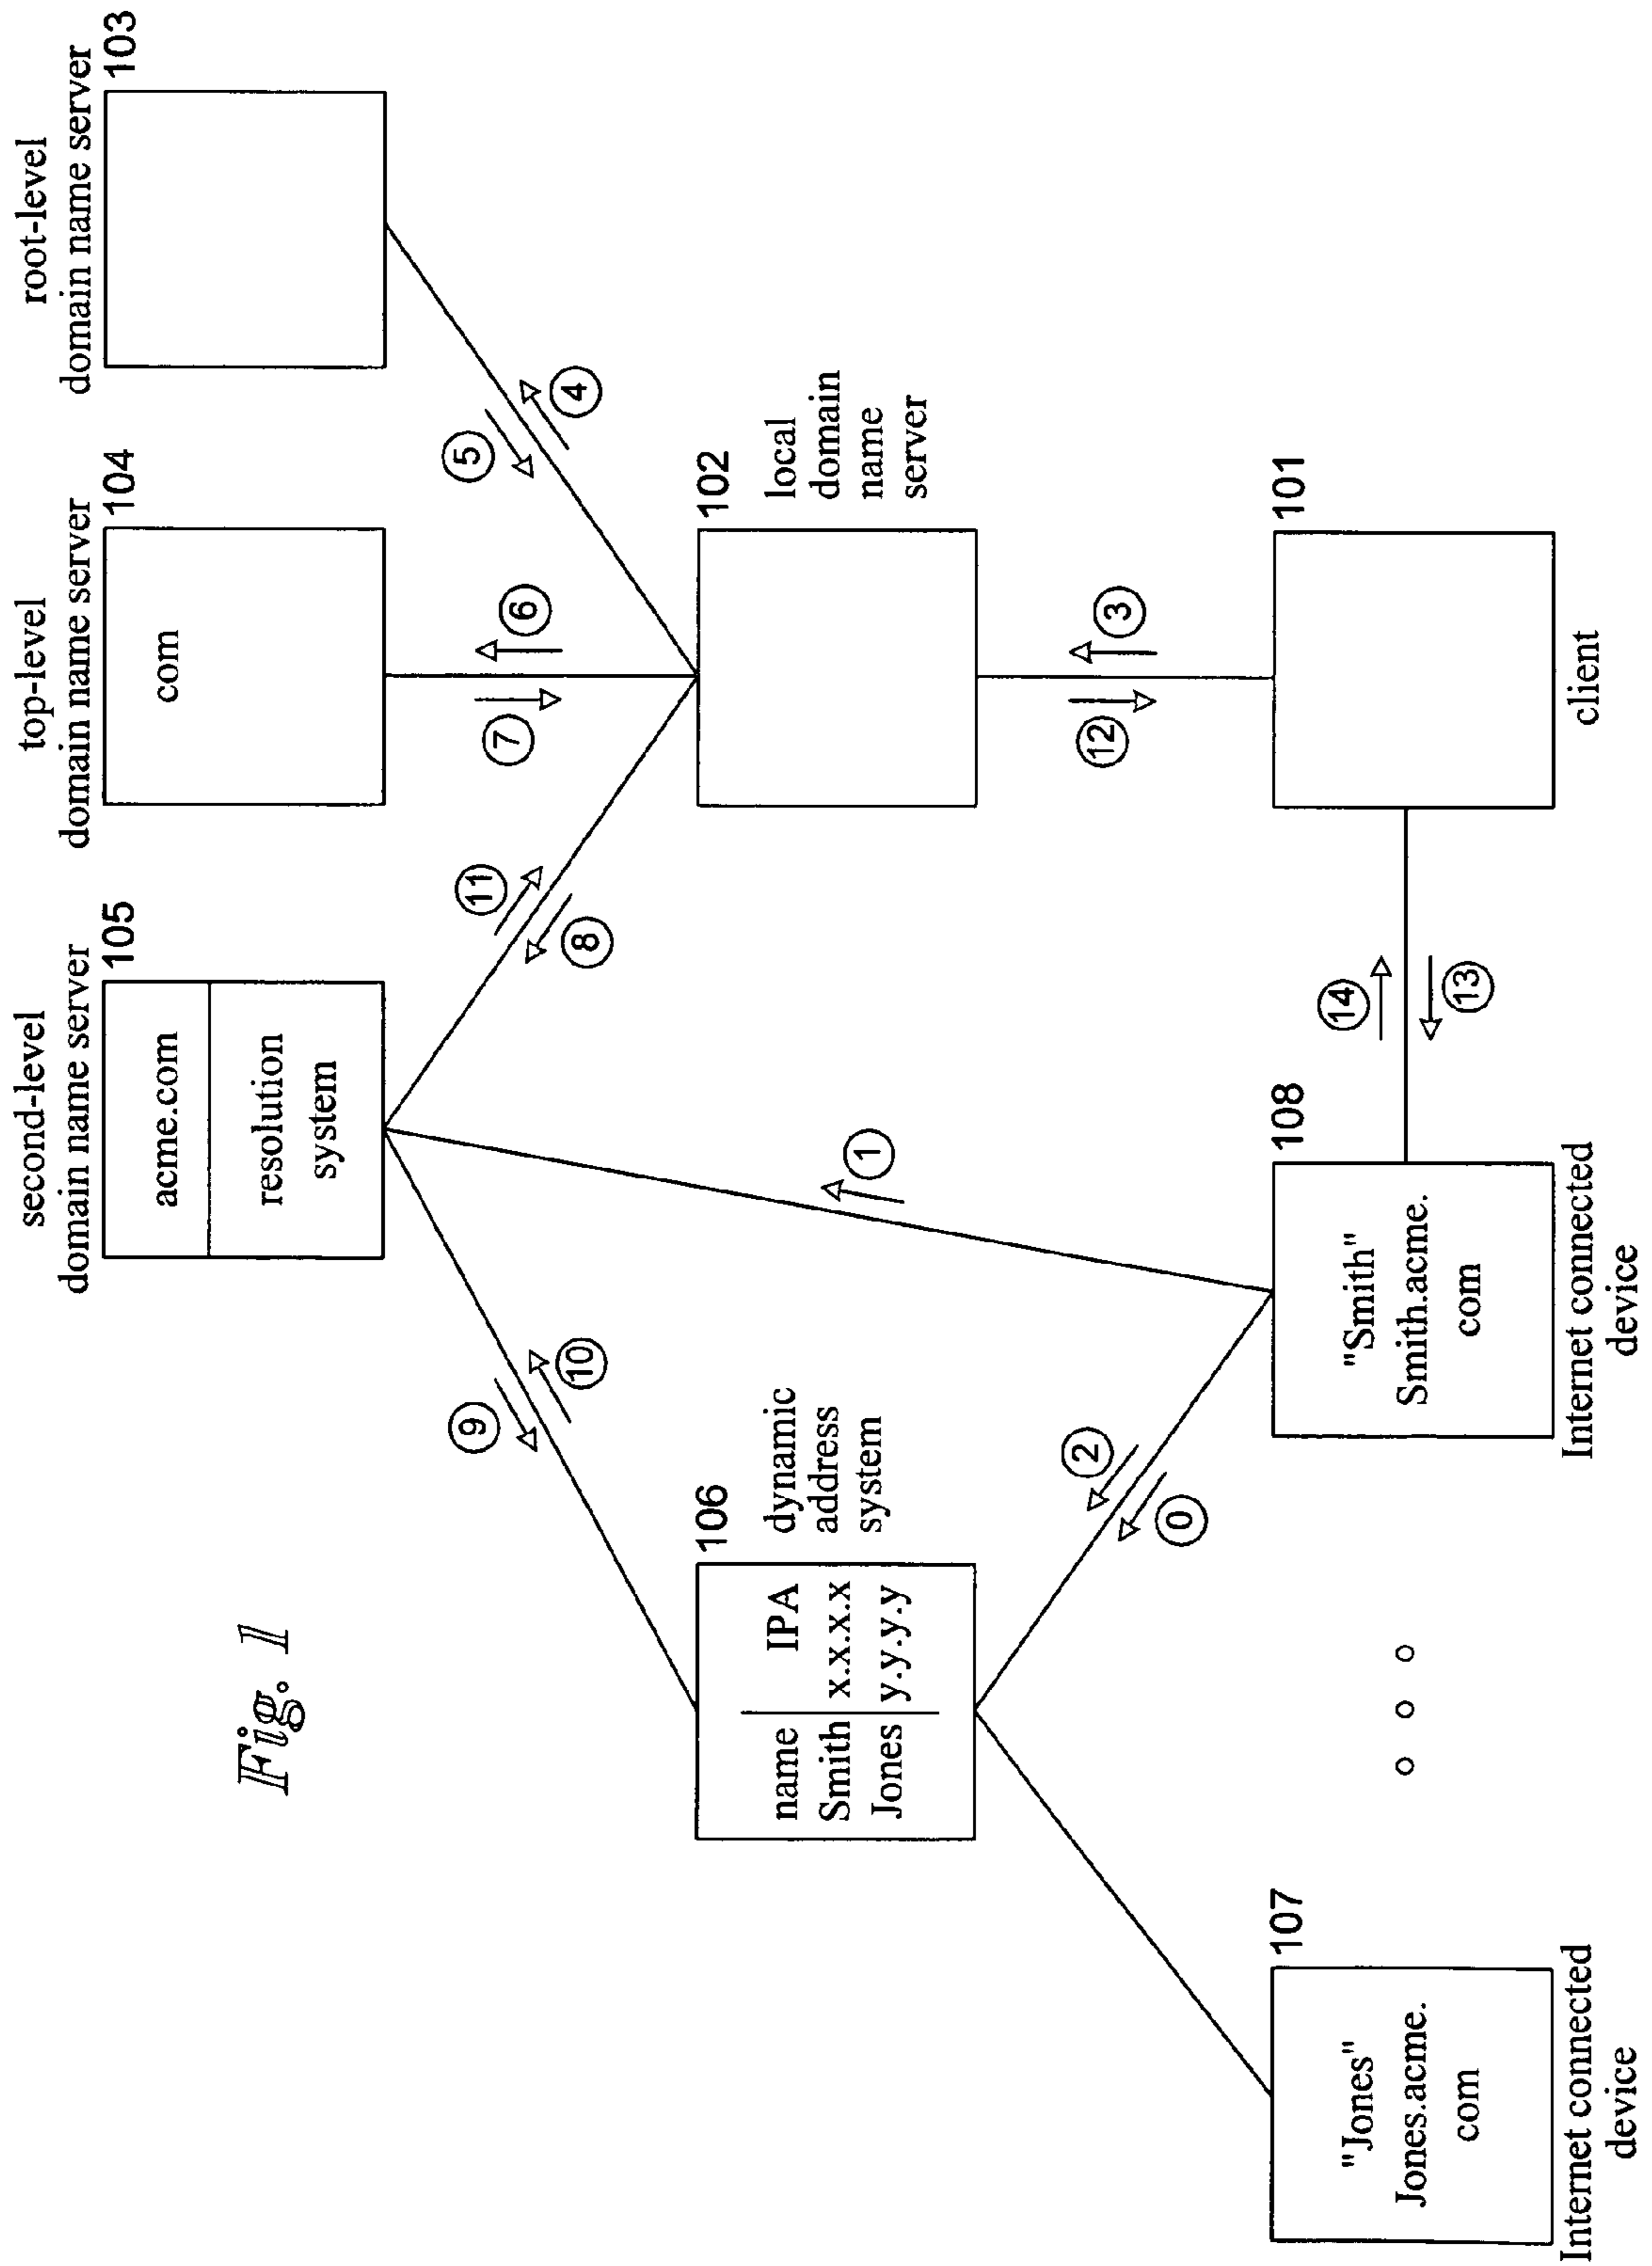 Fig. 1
second-level
domain name server
105
acme.com
resolution
system
top-level
domain name server
104
com
root-level
domain name server
103
9
10
11
8
7
6
5
4
106
dynamic
address
system
name IPA
Smith x.x.x.x
Jones y.y.y.y
1
102
local
domain
name
server
2
0
12
3
107
"Jones"
Jones.acme.
com
Internet connected
device
108
"Smith"
Smith.acme.
com
Internet connected
device
14
13
101
client